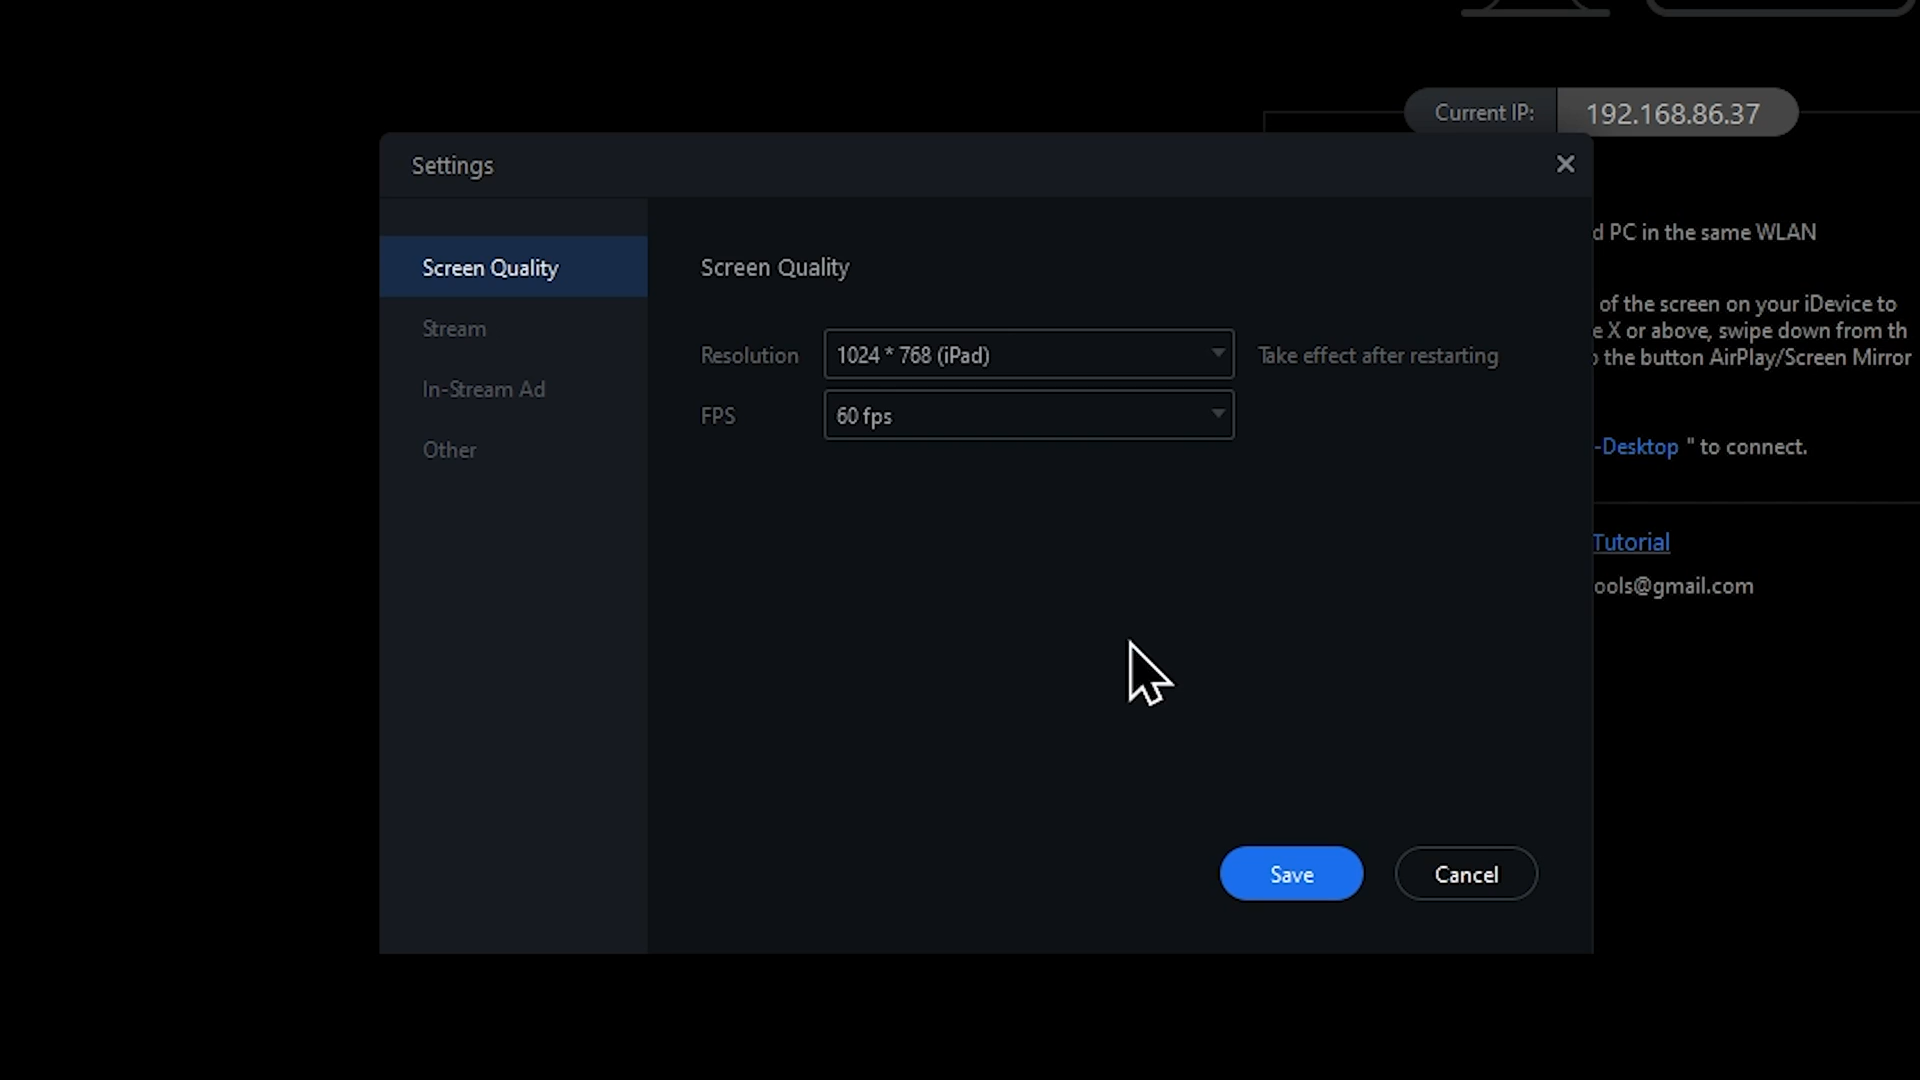 Current IP: 192.168.86.37
Settings
Screen Quality
Stream
In-Stream Ad
Other
Screen Quality
Resolution 1024 * 768 (iPad) Take effect after restarting
FPS 60 fps
Save Cancel
d PC in the same WLAN
of the screen on your iDevice to
e X or above, swipe down from th
the button AirPlay/Screen Mirror
-Desktop " to connect.
Tutorial
ools@gmail.com